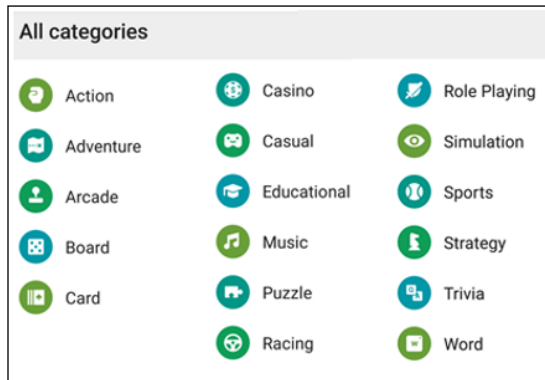 All categories
Action
Adventure
Arcade
Board
Card
Casino
Casual
Educational
Music
Puzzle
Racing
Role Playing
Simulation
Sports
Strategy
Trivia
Word